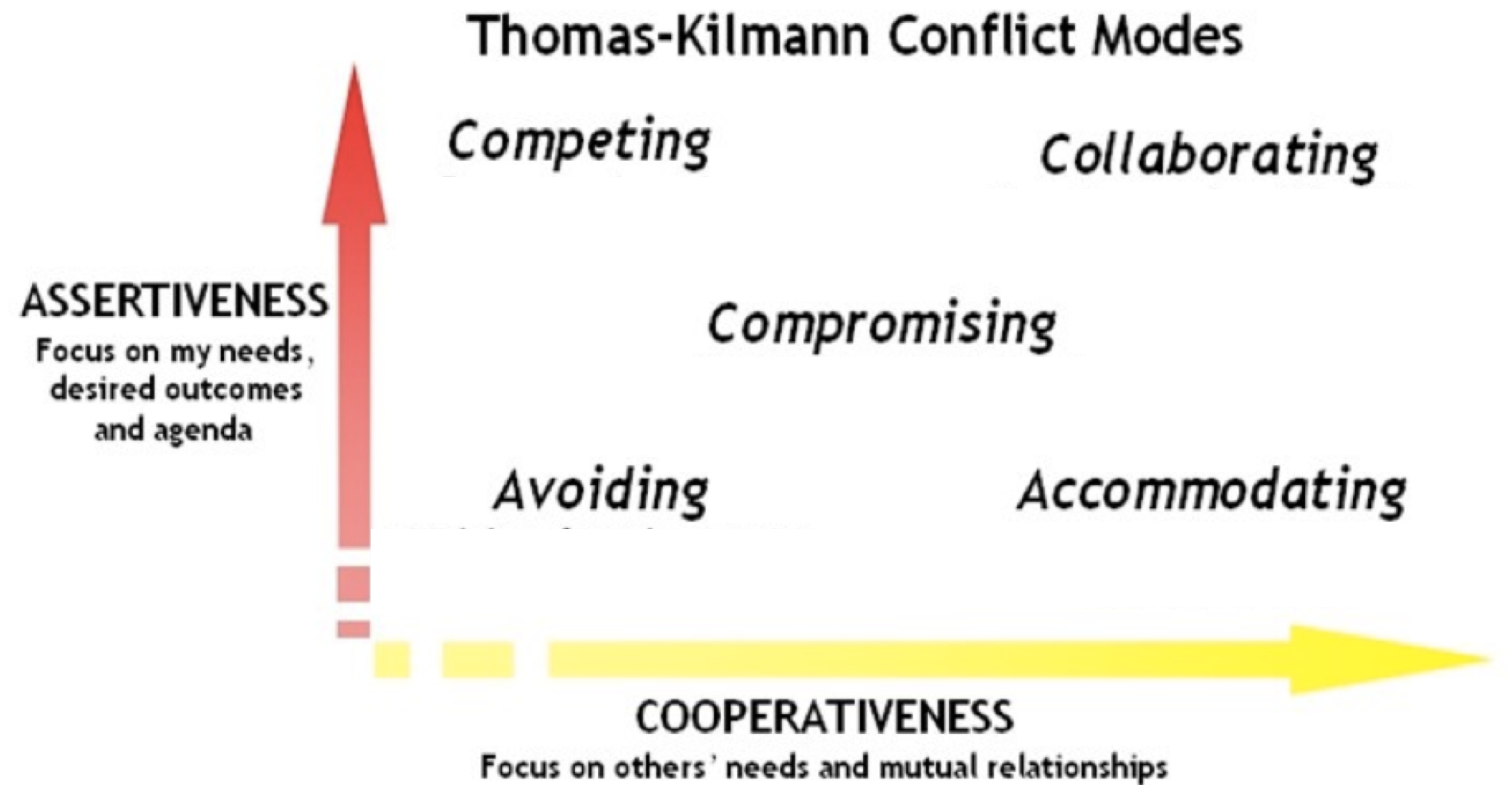 Thomas-Kilmann Conflict Modes
Competing
Collaborating
ASSERTIVENESS
Focus on my needs,
desired outcomes
and agenda
Compromising
Avoiding
Accommodating
COOPERATIVENESS
Focus on others' needs and mutual relationships